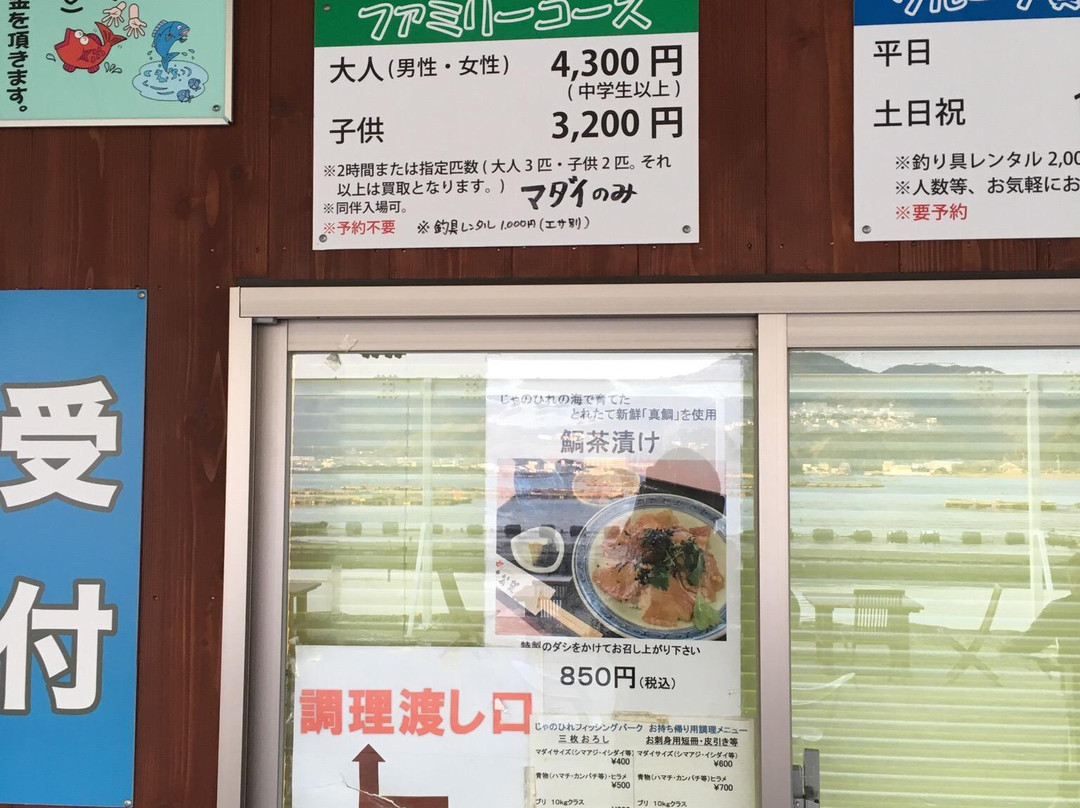 を頂きます。
ファミリーコース
大人(男性・女性) 4,300円
(中学生以上)
子供 3,200円
※2時間または指定匹数(大人3匹・子供2匹。それ
以上は買取となります。) マダイのみ
※同伴入場可。
※予約不要 ※釣具レンタル1,000円(エサ別)
平日
土日祝
※釣り具レンタル2,00
※人数等、お気軽にお
※要予約
受付
じゃのひれの海で育てた
とれたて新鮮「真鯛」を使用
鯛茶漬け
特製のダシをかけてお召し上がり下さい
850円(税込)
調理渡し口
じゃのひれフィッシングパーク お持ち帰り用調理メニュー
三枚おろし お刺身用短冊・皮引き等
マダイサイズ(シマアジ・イシダイ等) マダイサイズ(シマアジ・イシダイ等)
¥400 ¥600
青物(ハマチ・カンパチ等)・ヒラメ 青物(ハマチ・カンパチ等)ヒラメ
¥500 ¥700
ブリ 10kgクラス ブリ 10kgクラス